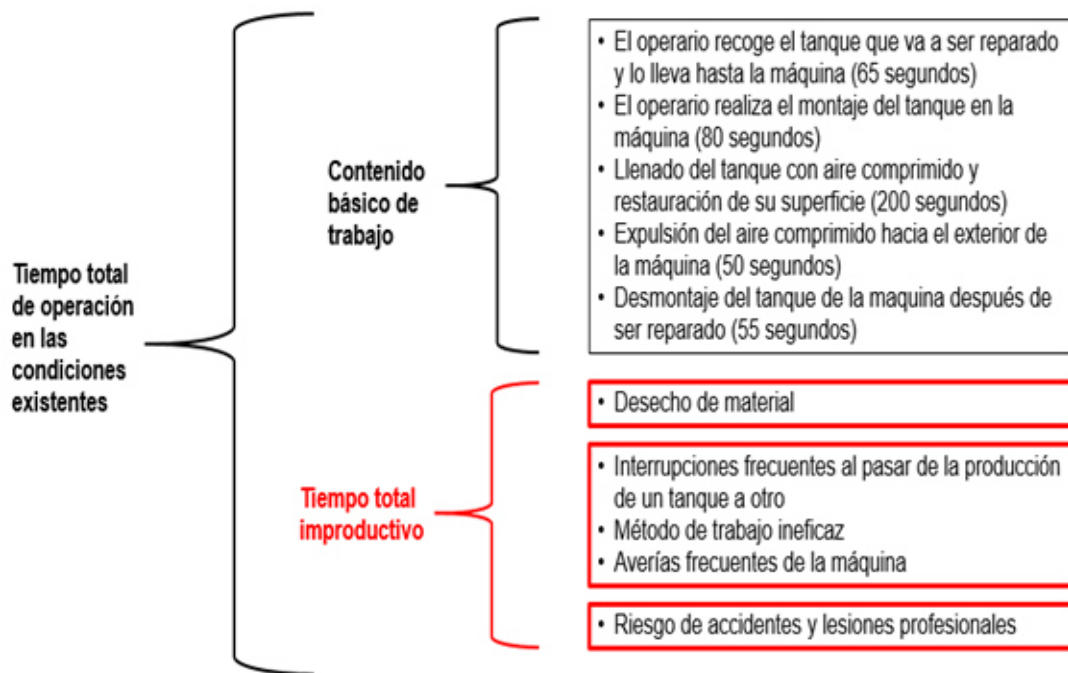 Tiempo total
de operación
en las
condiciones
existentes
Contenido
básico de
trabajo
• El operario recoge el tanque que va a ser reparado
y lo lleva hasta la máquina (65 segundos)
• El operario realiza el montaje del tanque en la
máquina (80 segundos)
• Llenado del tanque con aire comprimido y
restauración de su superficie (200 segundos)
• Expulsión del aire comprimido hacia el exterior de
la máquina (50 segundos)
• Desmontaje del tanque de la maquina después de
ser reparado (55 segundos)
Tiempo total
improductivo
• Desecho de material
• Interrupciones frecuentes al pasar de la producción
de un tanque a otro
• Método de trabajo ineficaz
• Averías frecuentes de la máquina
• Riesgo de accidentes y lesiones profesionales